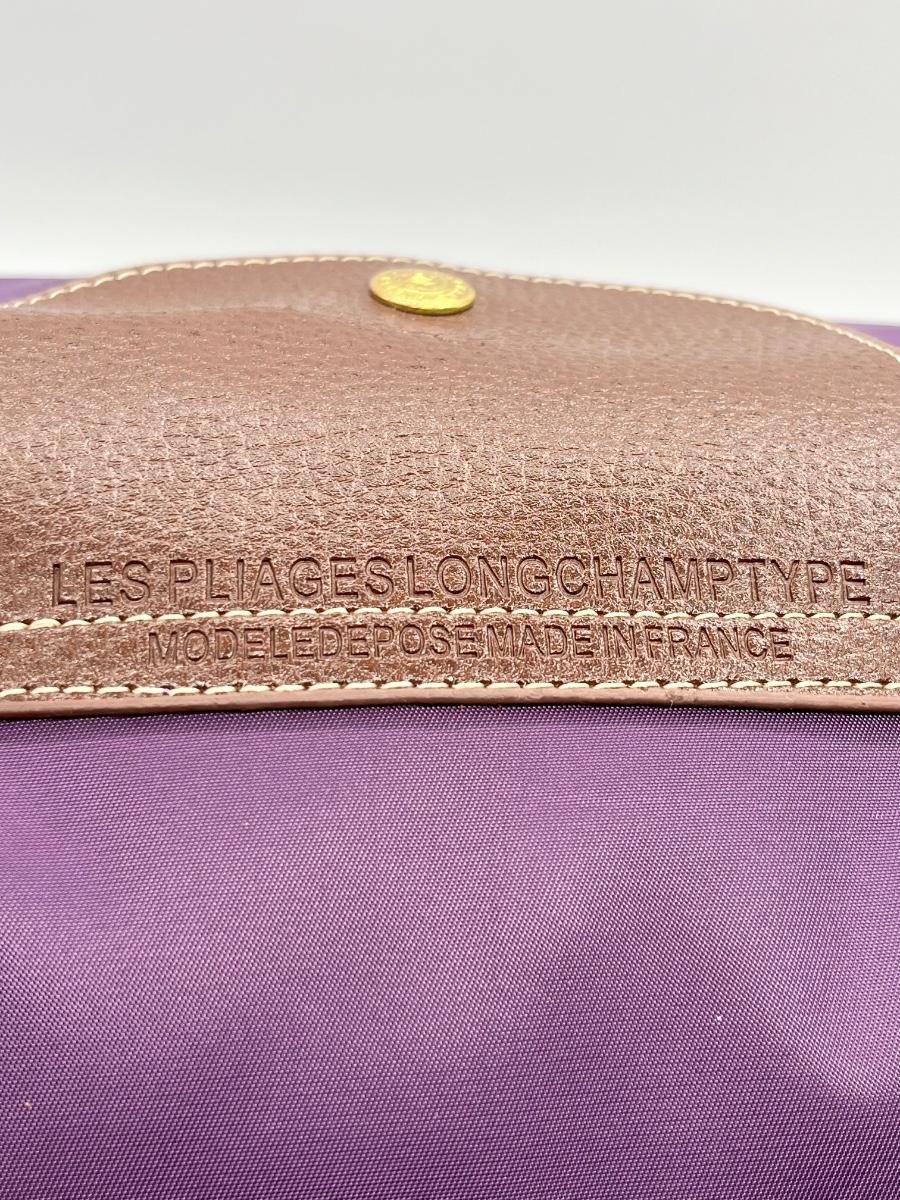 LES PLIAGES LONGCHAMP TYPE
MODELE DEPOSE MADE IN FRANCE